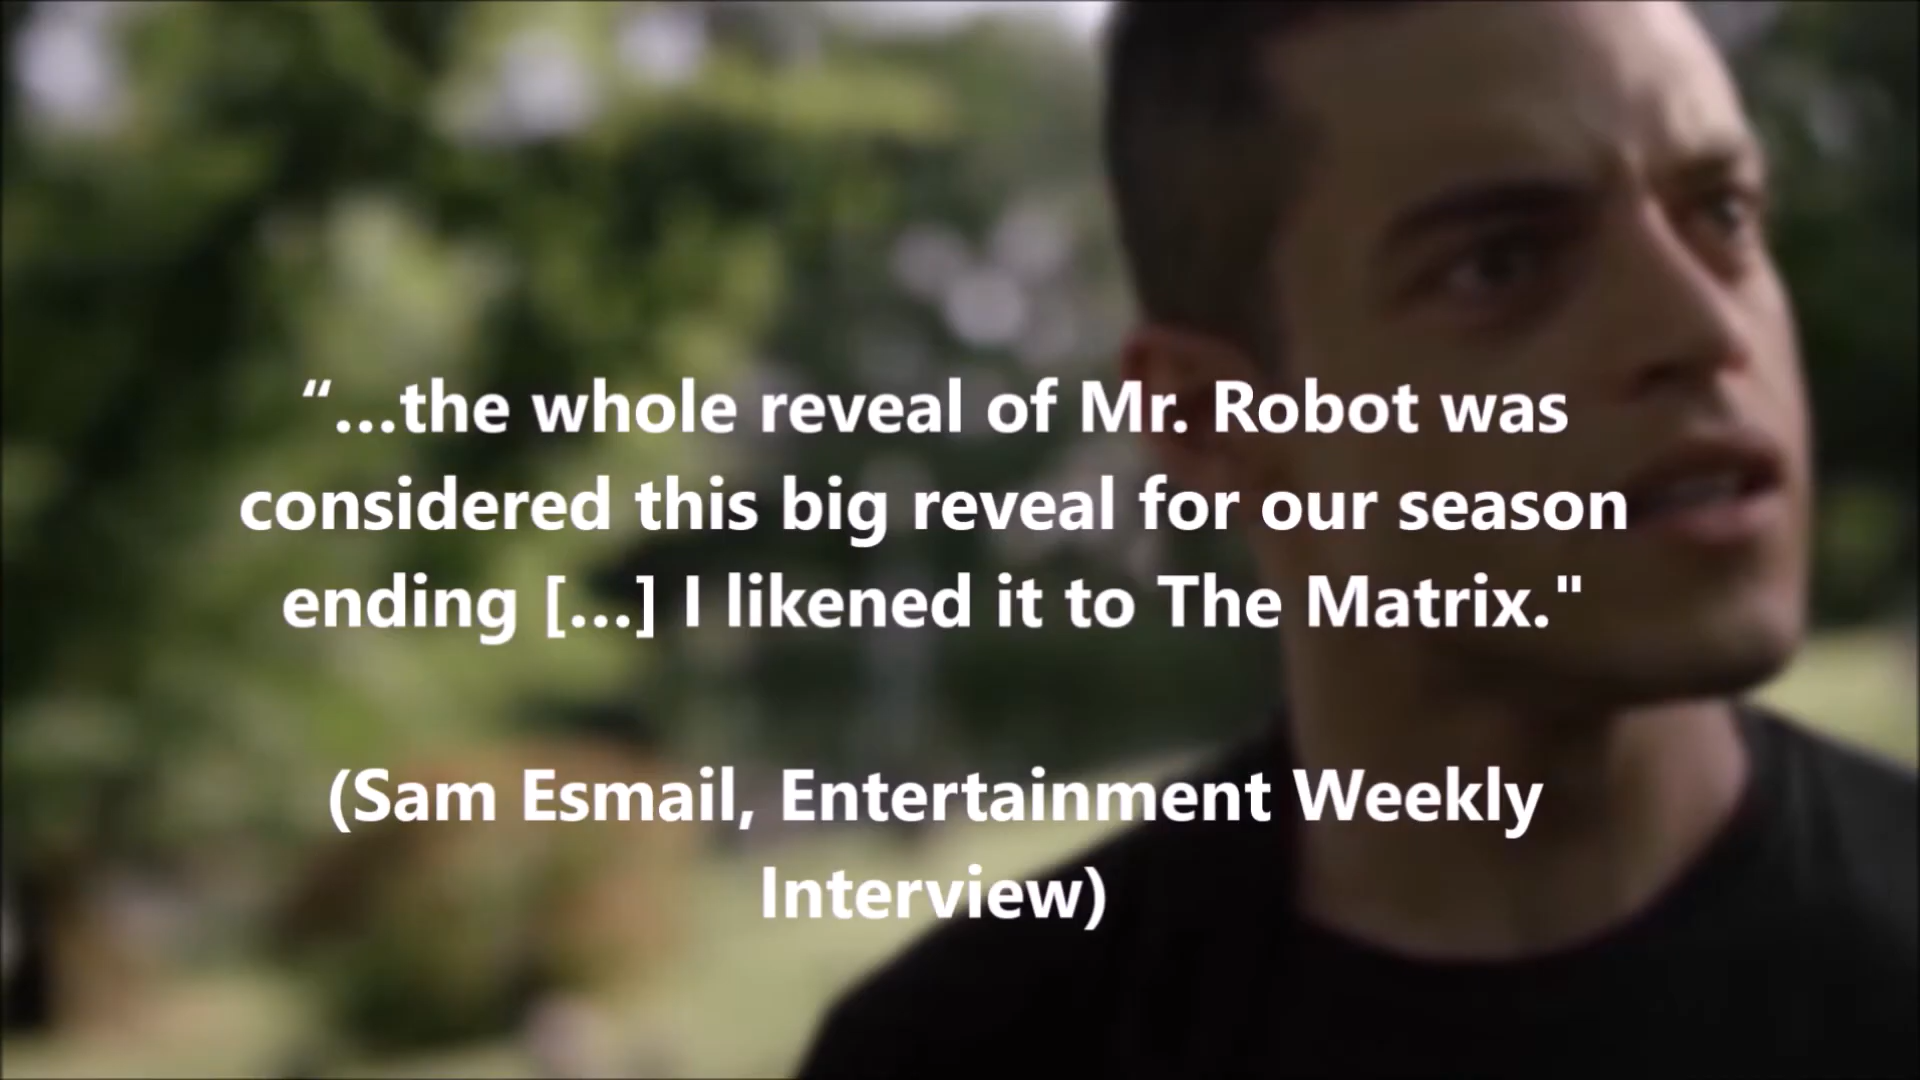 “...the whole reveal of Mr. Robot was
considered this big reveal for our season
ending [...] I likened it to The Matrix."
(Sam Esmail, Entertainment Weekly
Interview)